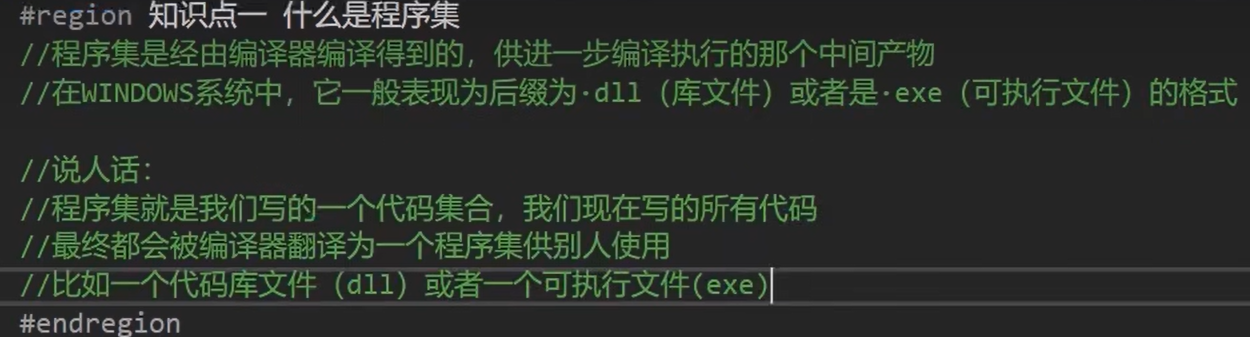 #region 知识点一 什么是程序集
//程序集是经由编译器编译得到的，供进一步编译执行的那个中间产物
//在WINDOWS系统中，它一般表现为后缀为·dll（库文件）或者是·exe（可执行文件）的格式
//说人话：
//程序集就是我们写的一个代码集合，我们现在写的所有代码
//最终都会被编译器翻译为一个程序集供别人使用
//比如一个代码库文件（dll）或者一个可执行文件(exe)
#endregion